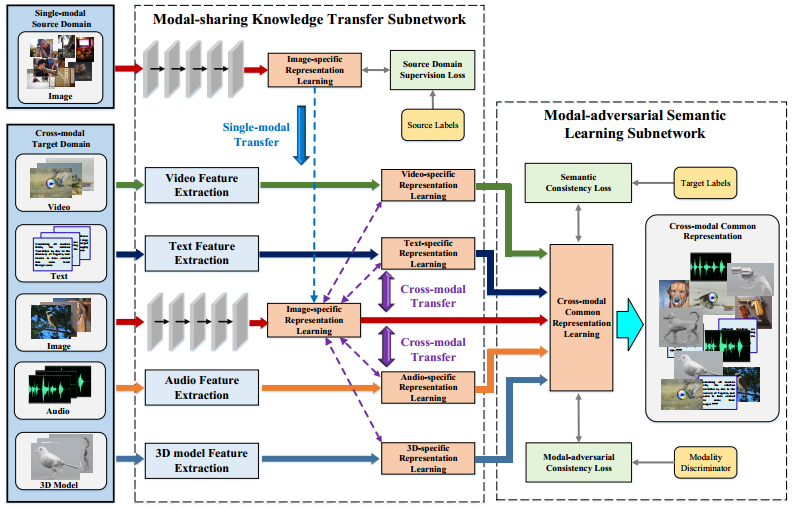 Single-modal
Source Domain
Image
Cross-modal
Target Domain
Video
Text
Image
Audio
3D Model
Modal-sharing Knowledge Transfer Subnetwork
Image-specific
Representation
Learning
Source Domain
Supervision Loss
Source Labels
Single-modal
Transfer
Video Feature
Extraction
Video-specific
Representation
Learning
Text Feature
Extraction
Text-specific
Representation
Learning
Cross-modal
Transfer
Image-specific
Representation
Learning
Cross-modal
Transfer
Audio Feature
Extraction
Audio-specific
Representation
Learning
3D model Feature
Extraction
3D-specific
Representation
Learning
Modal-adversarial Semantic
Learning Subnetwork
Semantic
Consistency Loss
Target Labels
Cross-modal
Common
Representation
Learning
Cross-modal Common
Representation
Modal-adversarial
Consistency Loss
Modality
Discriminator